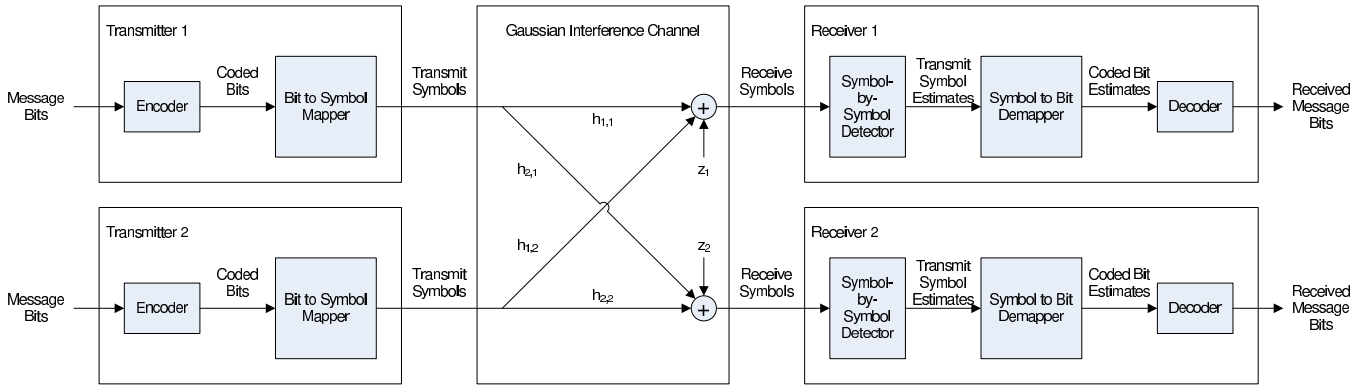 Transmitter 1
Message
Bits
Encoder
Coded
Bits
Bit to Symbol
Mapper
Transmit
Symbols
Gaussian Interference Channel
h1,1
h2,1
z1
Receive
Symbols
Receiver 1
Symbol-
by-
Symbol
Detector
Transmit
Symbol
Estimates
Symbol to Bit
Demapper
Coded Bit
Estimates
Decoder
Received
Message
Bits
Transmitter 2
Message
Bits
Encoder
Coded
Bits
Bit to Symbol
Mapper
Transmit
Symbols
h1,2
z2
h2,2
Receive
Symbols
Receiver 2
Symbol-
by-
Symbol
Detector
Transmit
Symbol
Estimates
Symbol to Bit
Demapper
Coded Bit
Estimates
Decoder
Received
Message
Bits